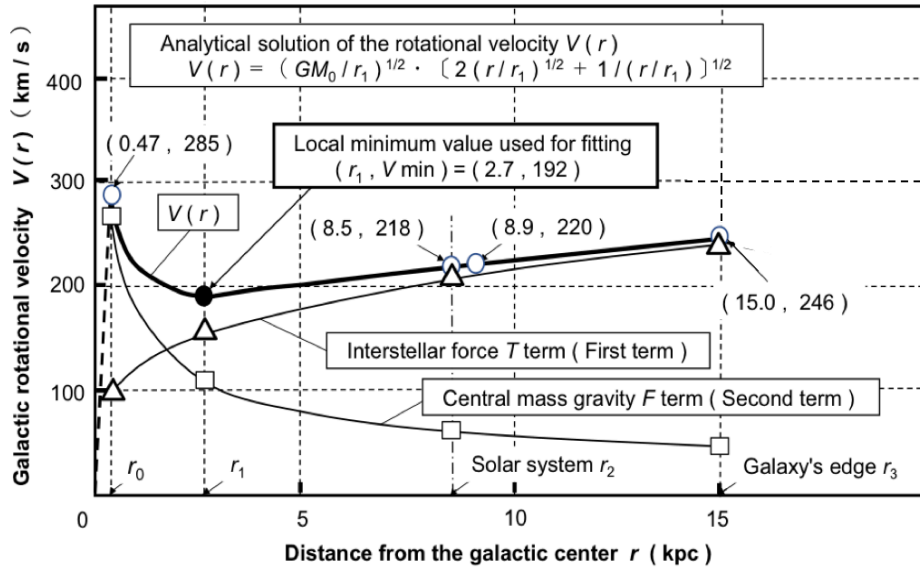 Analytical solution of the rotational velocity V(r)
V(r) = (GM₀/r₁)^1/2 · [2(r/r₁)^1/2 + 1/(r/r₁)]^1/2
400
(0.47, 285)
Local minimum value used for fitting
(r₁, V min) = (2.7, 192)
300
V(r)
(8.5, 218)
(8.9, 220)
200
(15.0, 246)
Interstellar force T term (First term)
100
Central mass gravity F term (Second term)
r₀
r₁
Solar system r₂
Galaxy's edge r₃
0
5
10
15
Distance from the galactic center r (kpc)
Galactic rotational velocity V(r) (km/s)